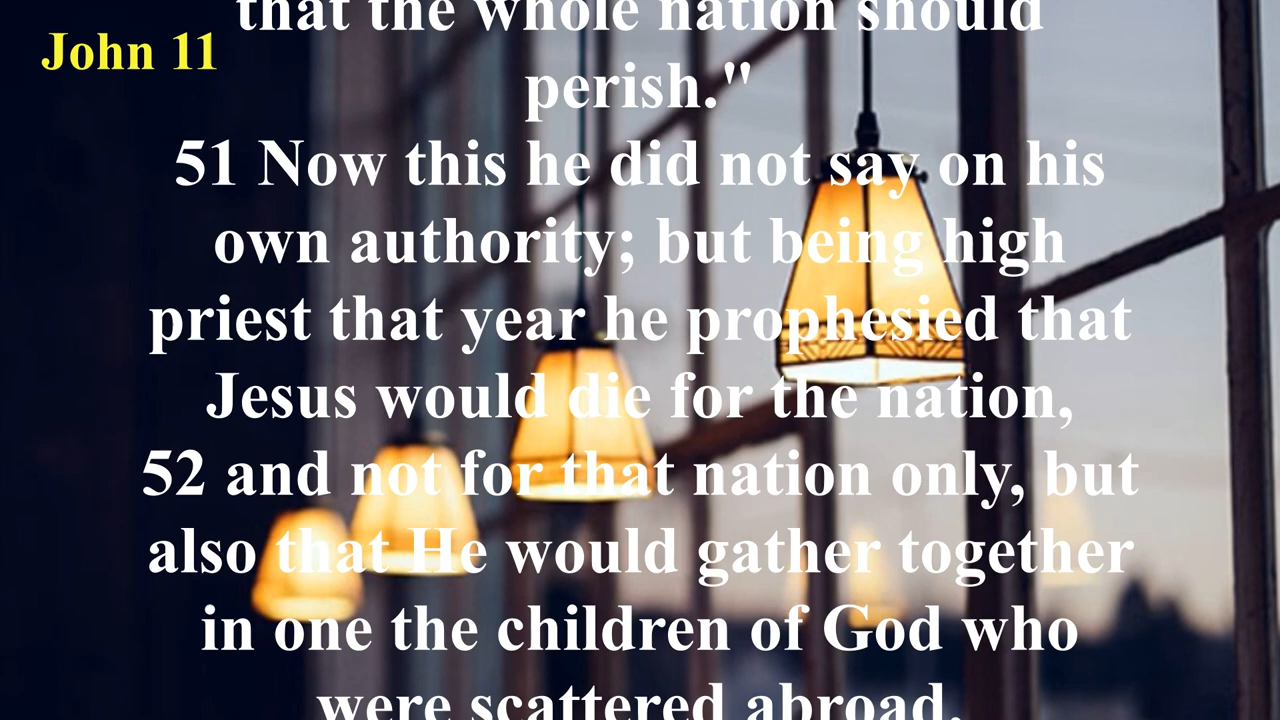 that the whole nation should
John 11
perish."
51 Now this he did not say on his
own authority; but being high
priest that year he prophesied that
Jesus would die for the nation,
52 and not for that nation only, but
also that He would gather together
in one the children of God who
were scattered abroad.